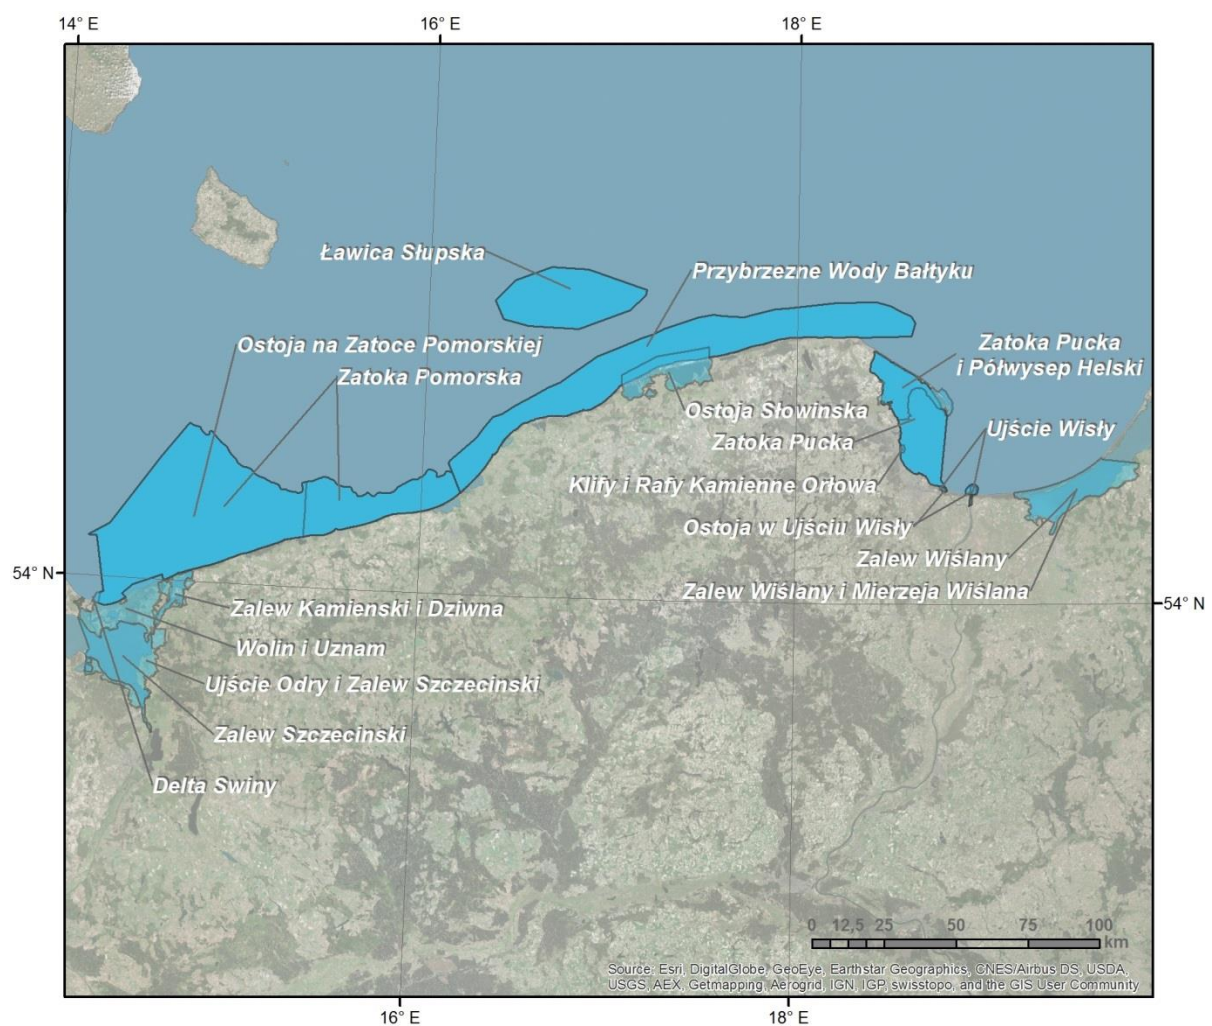 14° E
16° E
18° E
Ławica Słupska
Przybrzezne Wody Bałtyku
Ostoja na Zatoce Pomorskiej
Zatoka Pomorska
Zatoka Pucka
i Półwysep Helski
Ostoja Słowinska
Zatoka Pucka
Ujście Wisły
Klify i Rafy Kamienne Orłowa
Ostoja w Ujściu Wisły
Zalew Wiślany
Zalew Wiślany i Mierzeja Wiślana
54° N
54° N
Zalew Kamienski i Dziwna
Wolin i Uznam
Ujście Odry i Zalew Szczecinski
Zalew Szczecinski
Delta Swiny
0 12,5 25 50 75 100
km
Source: Esri, DigitalGlobe, GeoEye, Earthstar Geographics, CNES/Airbus DS, USDA,
USGS, AEX, Getmapping, Aerogrid, IGN, IGP, swisstopo, and the GIS User Community
16° E
18° E